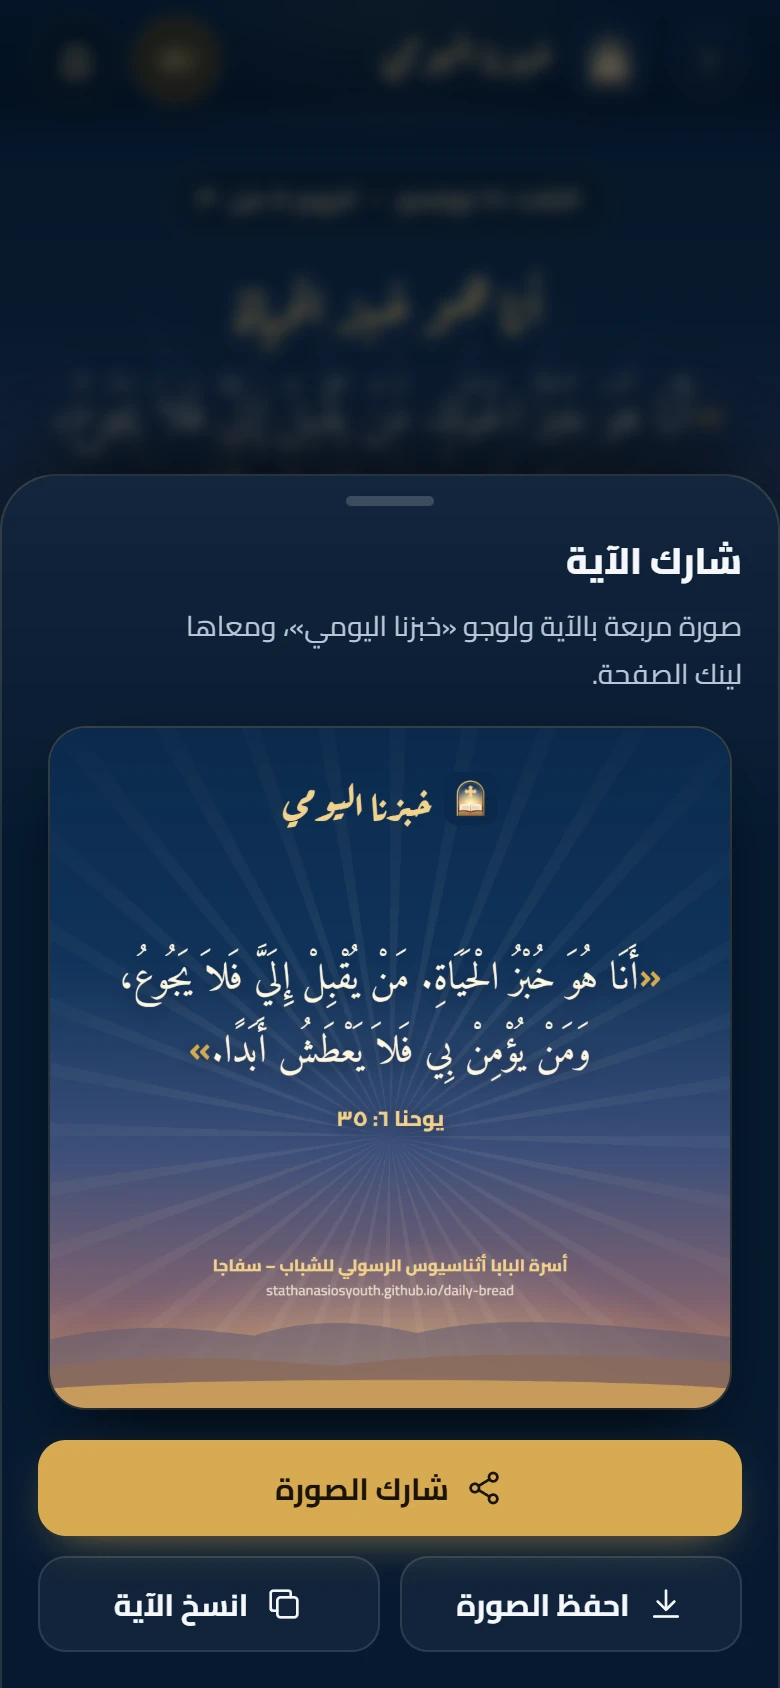 شارك الآية
صورة مربعة بالآية ولوجو «خبزنا اليومي»، ومعاها
لينك الصفحة.
خبزنا اليومي
«أَنَا هُوَ خُبْزُ الْحَيَاةِ. مَنْ يُقْبِلْ إِلَيَّ فَلاَ يَجُوعُ،
وَمَنْ يُؤْمِنْ بِي فَلاَ يَعْطَشُ أَبَدًا.»
يوحنا ٦: ٣٥
أسرة البابا أثناسيوس الرسولي للشباب – سفاجا
stathanasiosyouth.github.io/daily-bread
شارك الصورة
احفظ الصورة
انسخ الآية